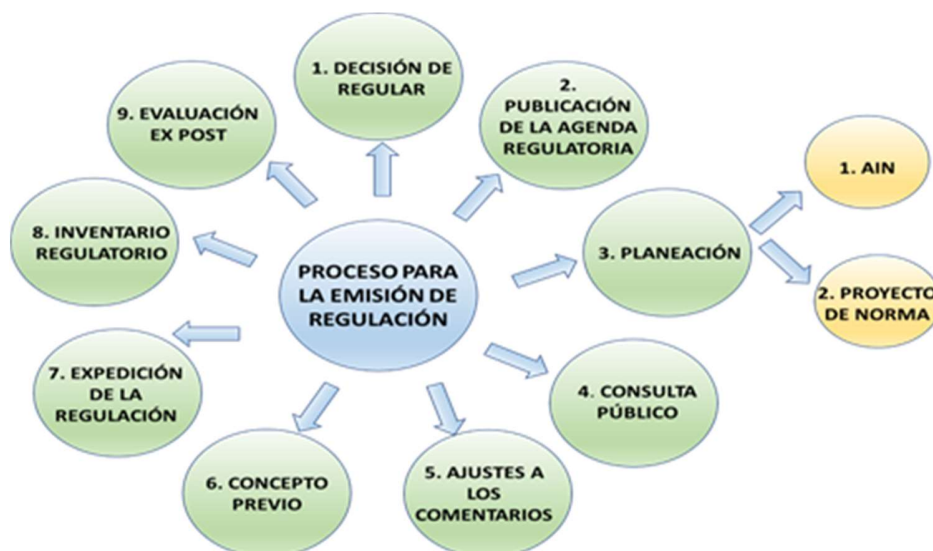 1. DECISIÓN DE
REGULAR
2.
PUBLICACIÓN
DE LA AGENDA
REGULATORIA
9. EVALUACIÓN
EX POST
1. AIN
8. INVENTARIO
REGULATORIO
3. PLANEACIÓN
PROCESO PARA
LA EMISIÓN DE
REGULACIÓN
2. PROYECTO
DE NORMA
7. EXPEDICIÓN
DE LA
REGULACIÓN
4. CONSULTA
PÚBLICO
6. CONCEPTO
PREVIO
5. AJUSTES A
LOS
COMENTARIOS